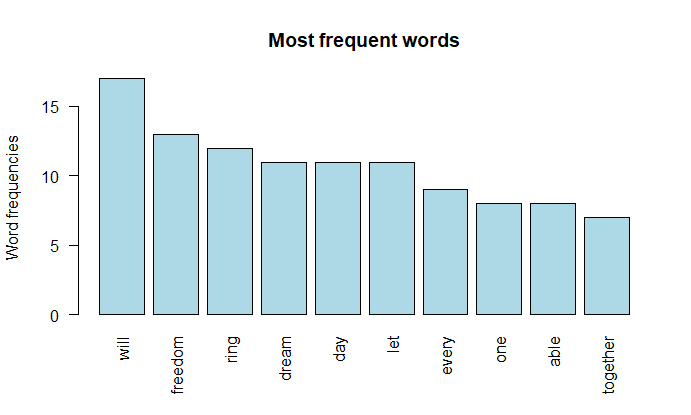 Most frequent words
Word frequencies
15
10
5
0
will
freedom
ring
dream
day
let
every
one
able
together